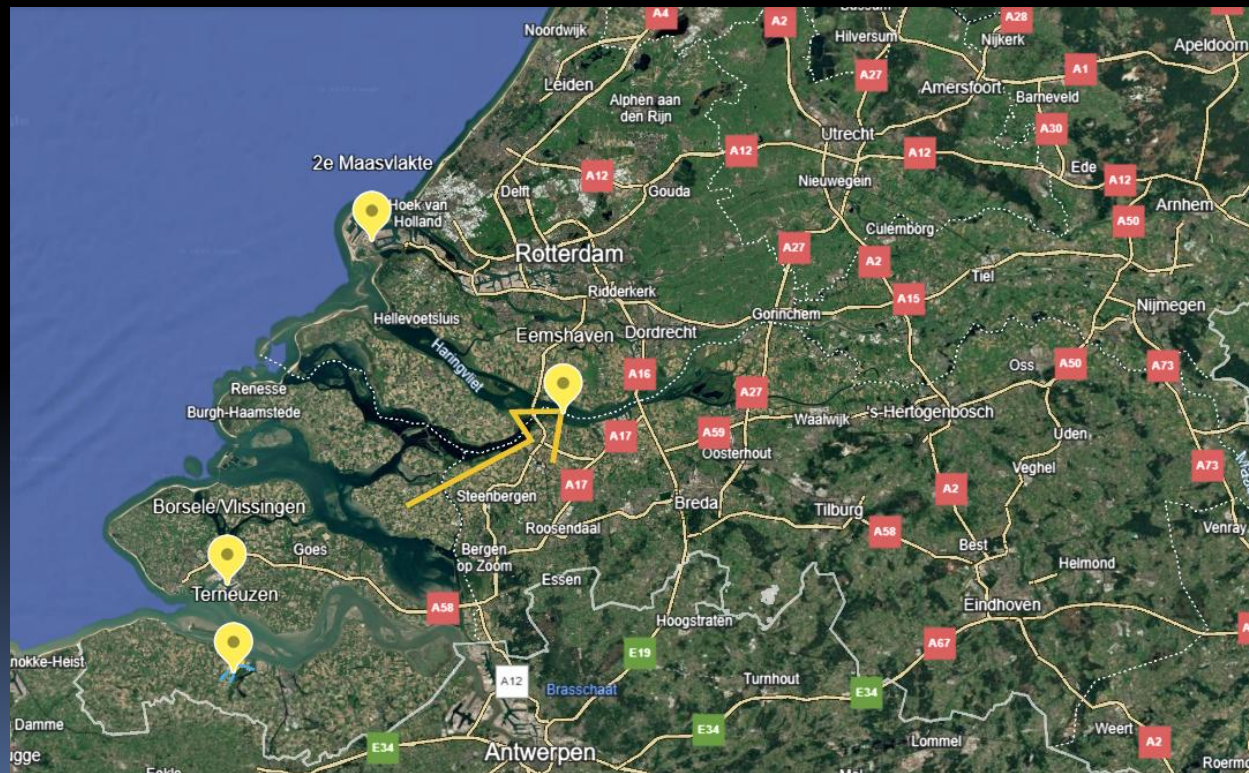 A4
A2
A28
Noordwijk
Hilversum
Nijkerk
Apeldoorn
A27
A1
Leiden
Amersfoort
Barneveld
Alphen aan
den Rijn
A30
Utrecht
2e Maasvlakte
A12
A12
Ede
A12
Delft
A12
Gouda
Nieuwegein
Hoek van
Holland
Arnhem
A50
Culemborg
Rotterdam
A27
A2
Tiel
Ridderkerk
A15
Nijmegen
Hellevoetsluis
Gorinchem
Eemshaven
Dordrecht
Haringvliet
Oss
A50
A73
A16
Renesse
A27
Burgh-Haamstede
Waalwijk
's-Hertogenbosch
A17
A59
Oosterhout
Uden
Veghel
A73
A17
Steenbergen
A2
Borsele/Vlissingen
Breda
Tilburg
Roosendaal
A58
Venray
Goes
Bergen
op Zoom
Best
Helmond
Essen
Terneuzen
A58
Eindhoven
Hoogstraten
A67
nokke-Heist
E19
A12
Brasschaat
Turnhout
E34
Damme
E34
Weert
Lommel
A2
ugge
E34
Antwerpen
Roermo